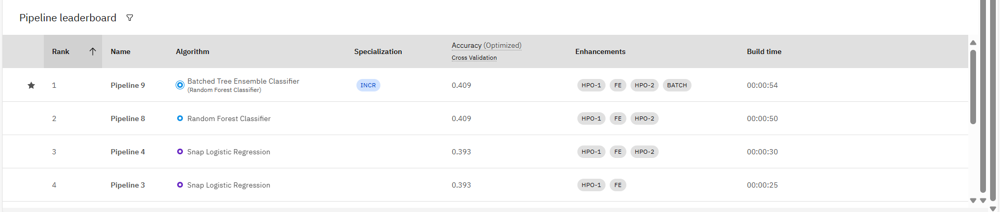 Pipeline leaderboard
Rank Name Algorithm Specialization Accuracy (Optimized) Enhancements Build time
Cross Validation
1 Pipeline 9 Batched Tree Ensemble Classifier INCR 0.409 HPO-1 FE HPO-2 BATCH 00:00:54
(Random Forest Classifier)
2 Pipeline 8 Random Forest Classifier 0.409 HPO-1 FE HPO-2 00:00:50
3 Pipeline 4 Snap Logistic Regression 0.393 HPO-1 FE HPO-2 00:00:30
4 Pipeline 3 Snap Logistic Regression 0.393 HPO-1 FE 00:00:25